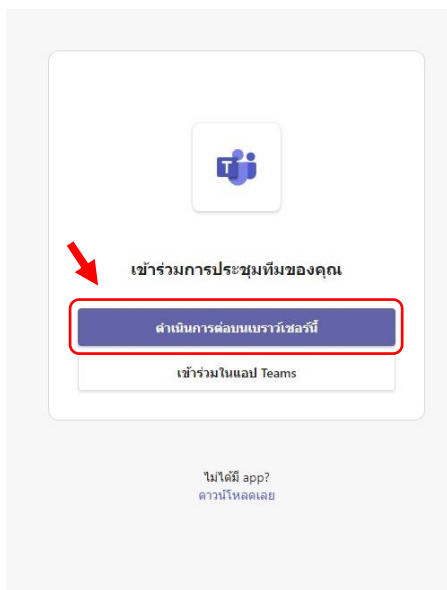 T
เข้าร่วมการประชุมทีมของคุณ
ดำเนินการต่อบนเบราว์เซอร์นี้
เข้าร่วมในแอป Teams
ไม่ได้มี app?
ดาวน์โหลดเลย